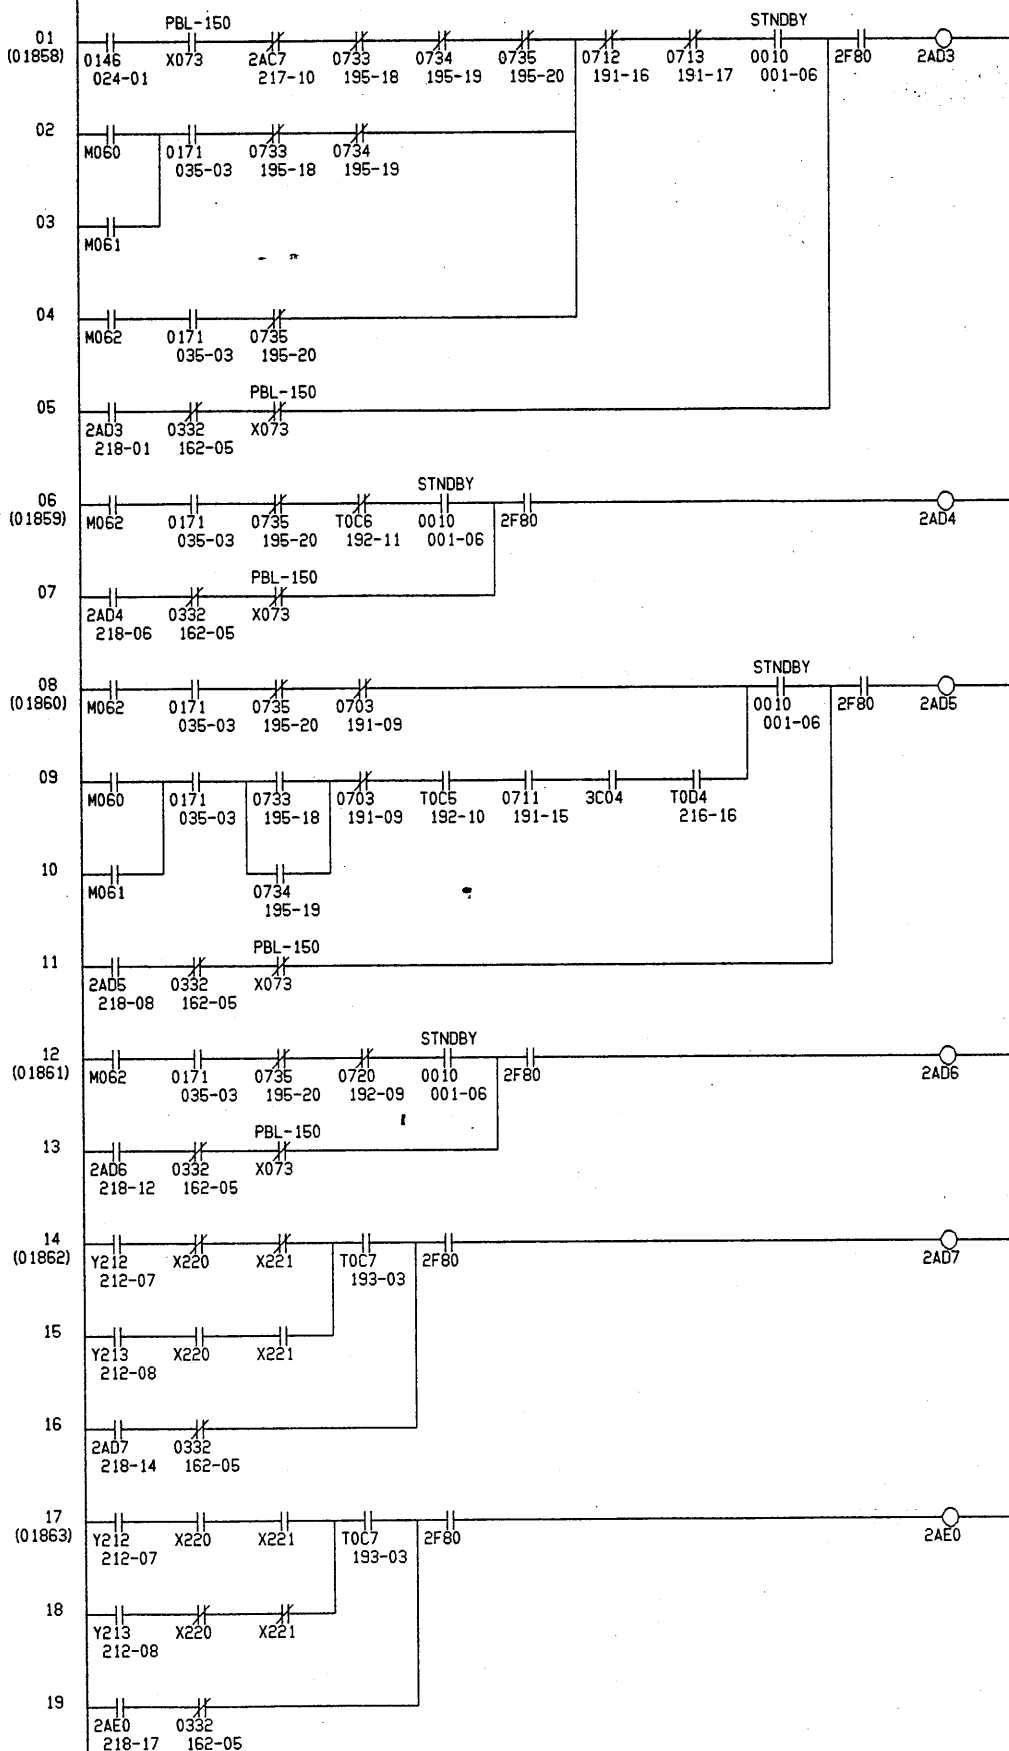 PBL-150 STNDBY
01
(01858) 0146 X073 2AC7 0733 0734 0735 0712 0713 0010 2F80 2AD3
024-01 217-10 195-18 195-19 195-20 191-16 191-17 001-06
02
M060 0171 0733 0734
035-03 195-18 195-19
03
M061
04
M062 0171 0735
035-03 195-20
PBL-150
05
2AD3 0332 X073
218-01 162-05
STNDBY
06
(01859) M062 0171 0735 T0C6 0010 2F80 2AD4
035-03 195-20 192-11 001-06
PBL-150
07
2AD4 0332 X073
218-06 162-05
STNDBY
08
(01860) M062 0171 0735 0703 0010 2F80 2AD5
035-03 195-20 191-09 001-06
09
M060 0171 0733 0703 T0C5 0711 3C04 T0D4
035-03 195-18 191-09 192-10 191-15 216-16
10
M061 0734
195-19
PBL-150
11
2AD5 0332 X073
218-08 162-05
STNDBY
12
(01861) M062 0171 0735 0720 0010 2F80 2AD6
035-03 195-20 192-09 001-06
PBL-150
13
2AD6 0332 X073
218-12 162-05
14
(01862) Y212 X220 X221 T0C7 2F80 2AD7
212-07 193-03
15
Y213 X220 X221
212-08
16
2AD7 0332
218-14 162-05
17
(01863) Y212 X220 X221 T0C7 2F80 2AE0
212-07 193-03
18
Y213 X220 X221
212-08
19
2AE0 0332
218-17 162-05